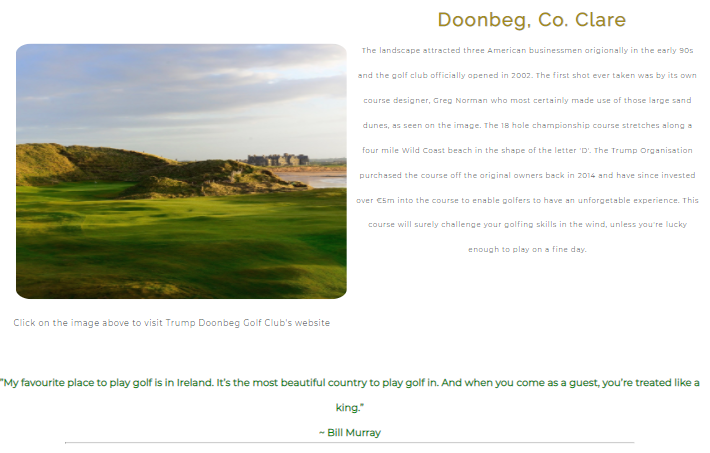 Doonbeg, Co. Clare
The landscape attracted three American businessmen origionally in the early 90s
and the golf club officially opened in 2002. The first shot ever taken was by its own
course designer, Greg Norman who most certainly made use of those large sand
dunes, as seen on the image. The 18 hole championship course stretches along a
four mile Wild Coast beach in the shape of the letter 'D'. The Trump Organisation
purchased the course off the original owners back in 2014 and have since invested
over €5m into the course to enable golfers to have an unforgetable experience. This
course will surely challenge your golfing skills in the wind, unless you're lucky
enough to play on a fine day.
Click on the image above to visit Trump Doonbeg Golf Club's website
"My favourite place to play golf is in Ireland. It's the most beautiful country to play golf in. And when you come as a guest, you're treated like a
king."
~ Bill Murray